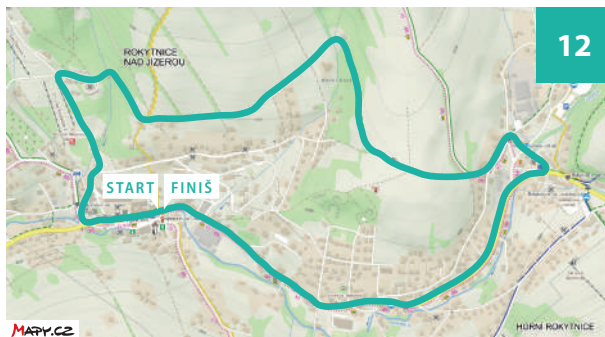 ROKYTNICE
NAD JIZEROU
12
START FINIŠ
MAPY.CZ
HORNÍ ROKYTNICE